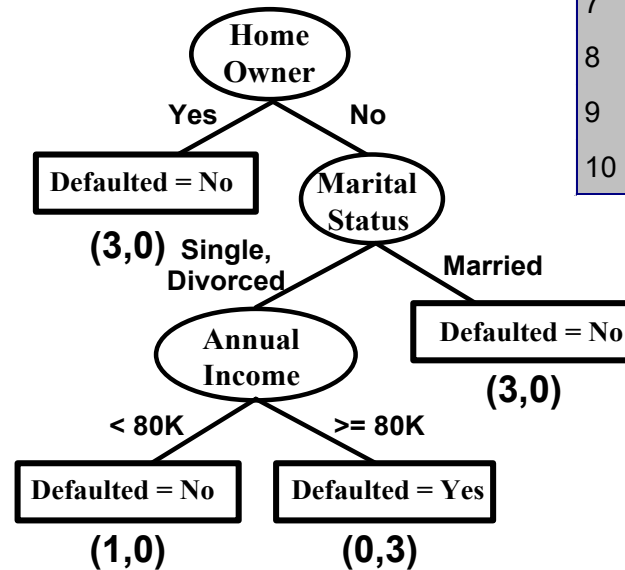 7
8
9
10
Home
Owner
Yes
No
Defaulted = No
(3,0)
Marital
Status
Single,
Divorced
Married
Annual
Income
Defaulted = No
(3,0)
< 80K
>= 80K
Defaulted = No
Defaulted = Yes
(1,0)
(0,3)